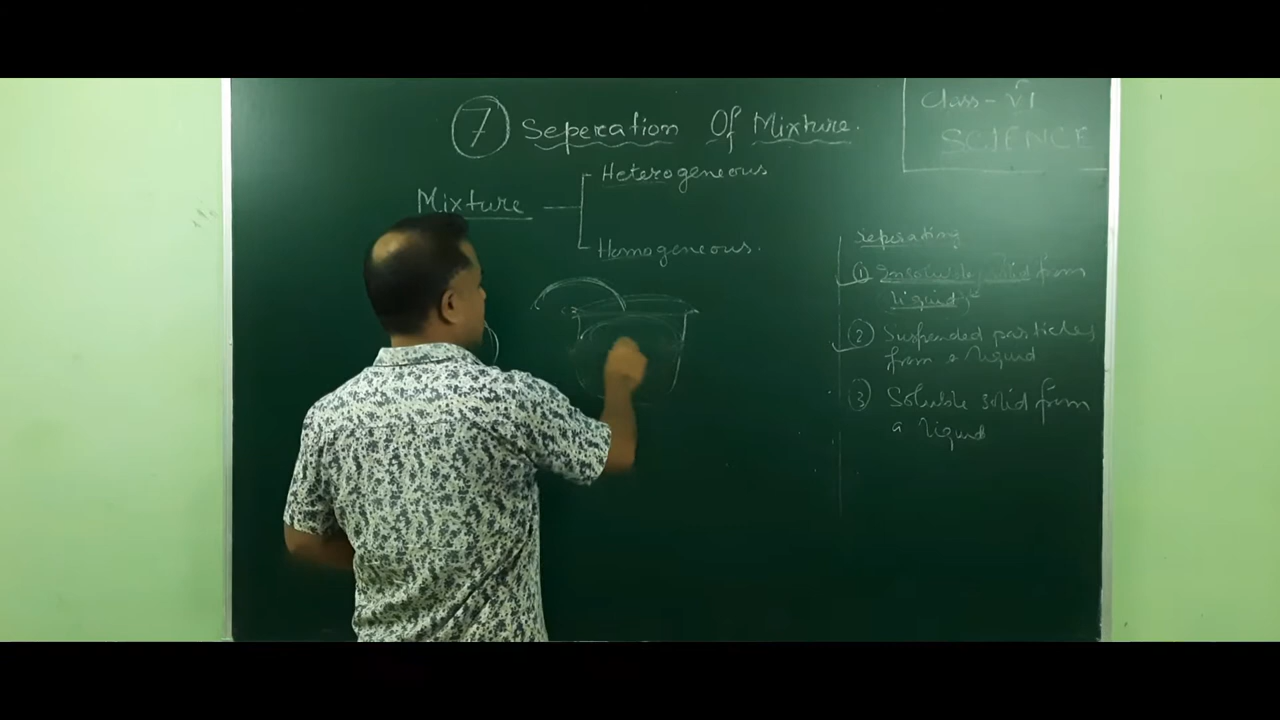 Class - VI
SCIENCE
7 Seperation Of Mixture.
Heterogeneous
Mixture
Homogeneous.
Seperating
1 Insoluble solid from
liquid
2 Suspended particles
from a liquid
3 Soluble solid from
a liquid